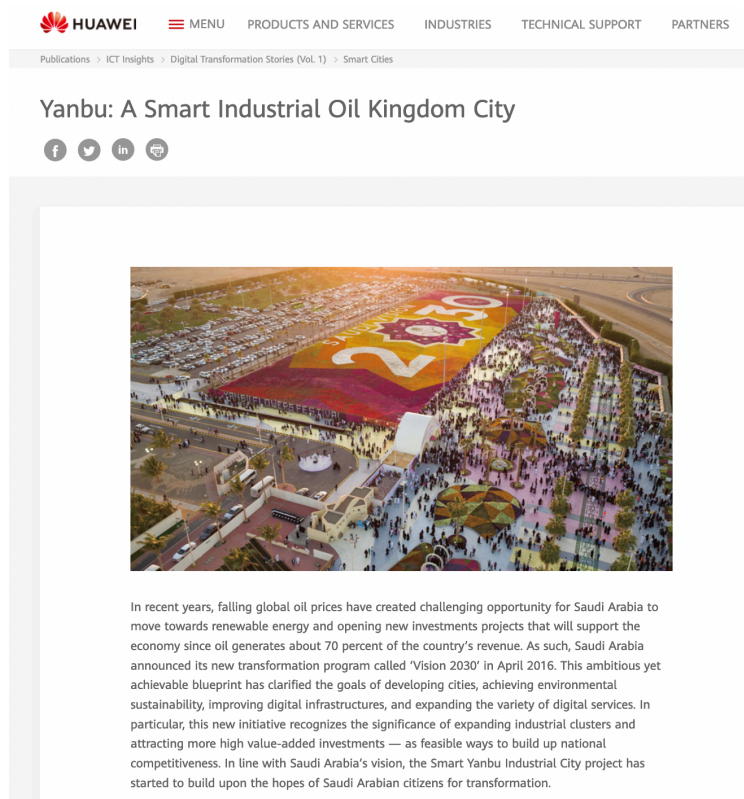 HUAWEI
MENU
PRODUCTS AND SERVICES
INDUSTRIES
TECHNICAL SUPPORT
PARTNERS
Publications > ICT Insights > Digital Transformation Stories (Vol. 1) > Smart Cities
Yanbu: A Smart Industrial Oil Kingdom City
f
in
2030
In recent years, falling global oil prices have created challenging opportunity for Saudi Arabia to
move towards renewable energy and opening new investments projects that will support the
economy since oil generates about 70 percent of the country's revenue. As such, Saudi Arabia
announced its new transformation program called 'Vision 2030' in April 2016. This ambitious yet
achievable blueprint has clarified the goals of developing cities, achieving environmental
sustainability, improving digital infrastructures, and expanding the variety of digital services. In
particular, this new initiative recognizes the significance of expanding industrial clusters and
attracting more high value-added investments — as feasible ways to build up national
competitiveness. In line with Saudi Arabia's vision, the Smart Yanbu Industrial City project has
started to build upon the hopes of Saudi Arabian citizens for transformation.